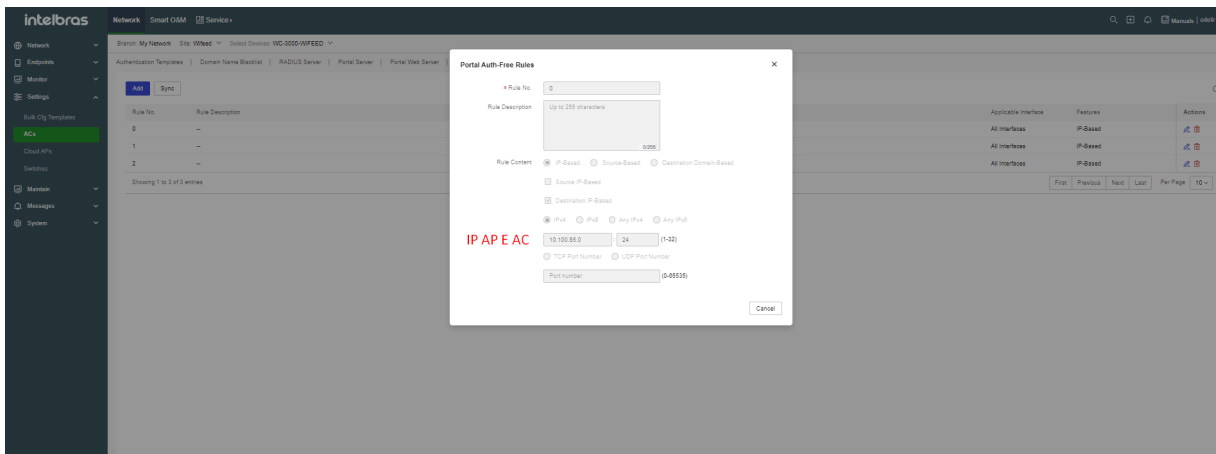 intelbras
Network Smart O&M Service
Manuals | odoir
Network
Endpoints
Monitor
Settings
Bulk Cfg Templates
ACs
Cloud APs
Switches
Maintain
Messages
System
Branch: My Network Site: Wifeed Select Devices: WC-3000-WIFEED
Authentication Templates | Domain Name Blacklist | RADIUS Server | Portal Server | Portal Web Server |
Add Sync
Rule No. Rule Description Applicable Interface Features Actions
0 -- All Interfaces IP-Based
1 -- All Interfaces IP-Based
2 -- All Interfaces IP-Based
Showing 1 to 3 of 3 entries
First Previous Next Last Per Page 10
Portal Auth-Free Rules ×
* Rule No. 0
Rule Description Up to 255 characters
0/255
Rule Content IP-Based Source-Based Destination Domain-Based
Source IP-Based
Destination IP-Based
IPv4 IPv6 Any IPv4 Any IPv6
IP AP E AC 10.100.65.0 : 24 (1-32)
TCP Port Number UDP Port Number
Port number (0-65535)
Cancel